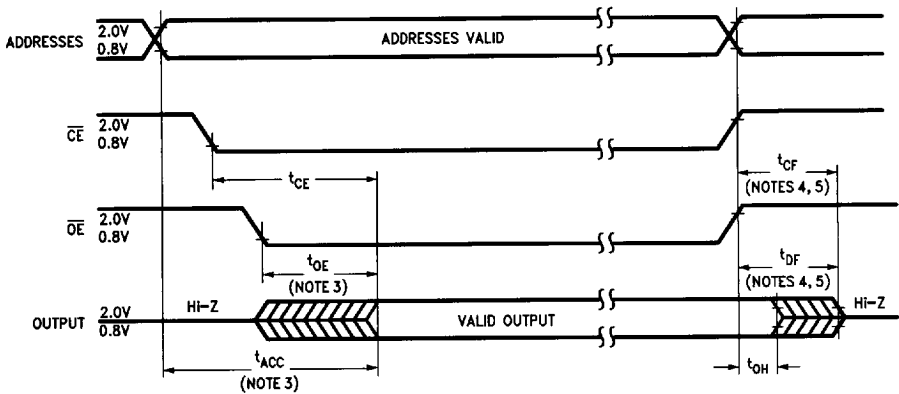 ADDRESSES 2.0V 0.8V ADDRESSES VALID
CE 2.0V 0.8V
tCE
tCF
(NOTES 4, 5)
OE 2.0V 0.8V
tOE
(NOTE 3)
tDF
(NOTES 4, 5)
OUTPUT 2.0V 0.8V Hi-Z VALID OUTPUT Hi-Z
tACC
(NOTE 3)
tOH